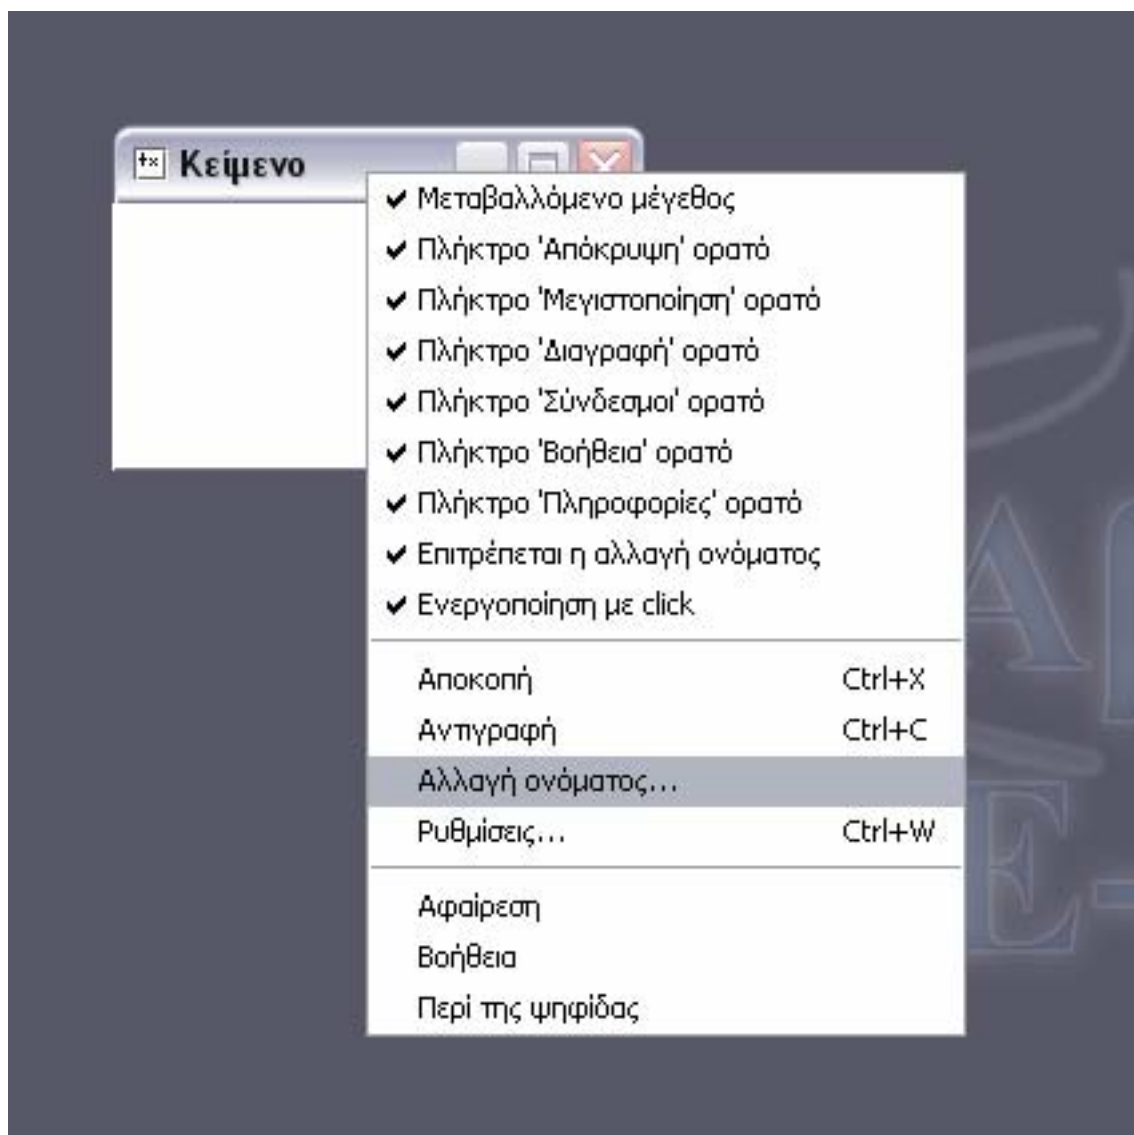 Κείμενο
Μεταβαλλόμενο μέγεθος
Πλήκτρο 'Απόκρυψη' ορατό
Πλήκτρο 'Μεγιστοποίηση' ορατό
Πλήκτρο 'Διαγραφή' ορατό
Πλήκτρο 'Σύνδεσμοι' ορατό
Πλήκτρο 'Βοήθεια' ορατό
Πλήκτρο 'Πληροφορίες' ορατό
Επιτρέπεται η αλλαγή ονόματος
Ενεργοποίηση με click
Αποκοπή Ctrl+X
Αντιγραφή Ctrl+C
Αλλαγή ονόματος...
Ρυθμίσεις... Ctrl+W
Αφαίρεση
Βοήθεια
Περί της ψηφίδας